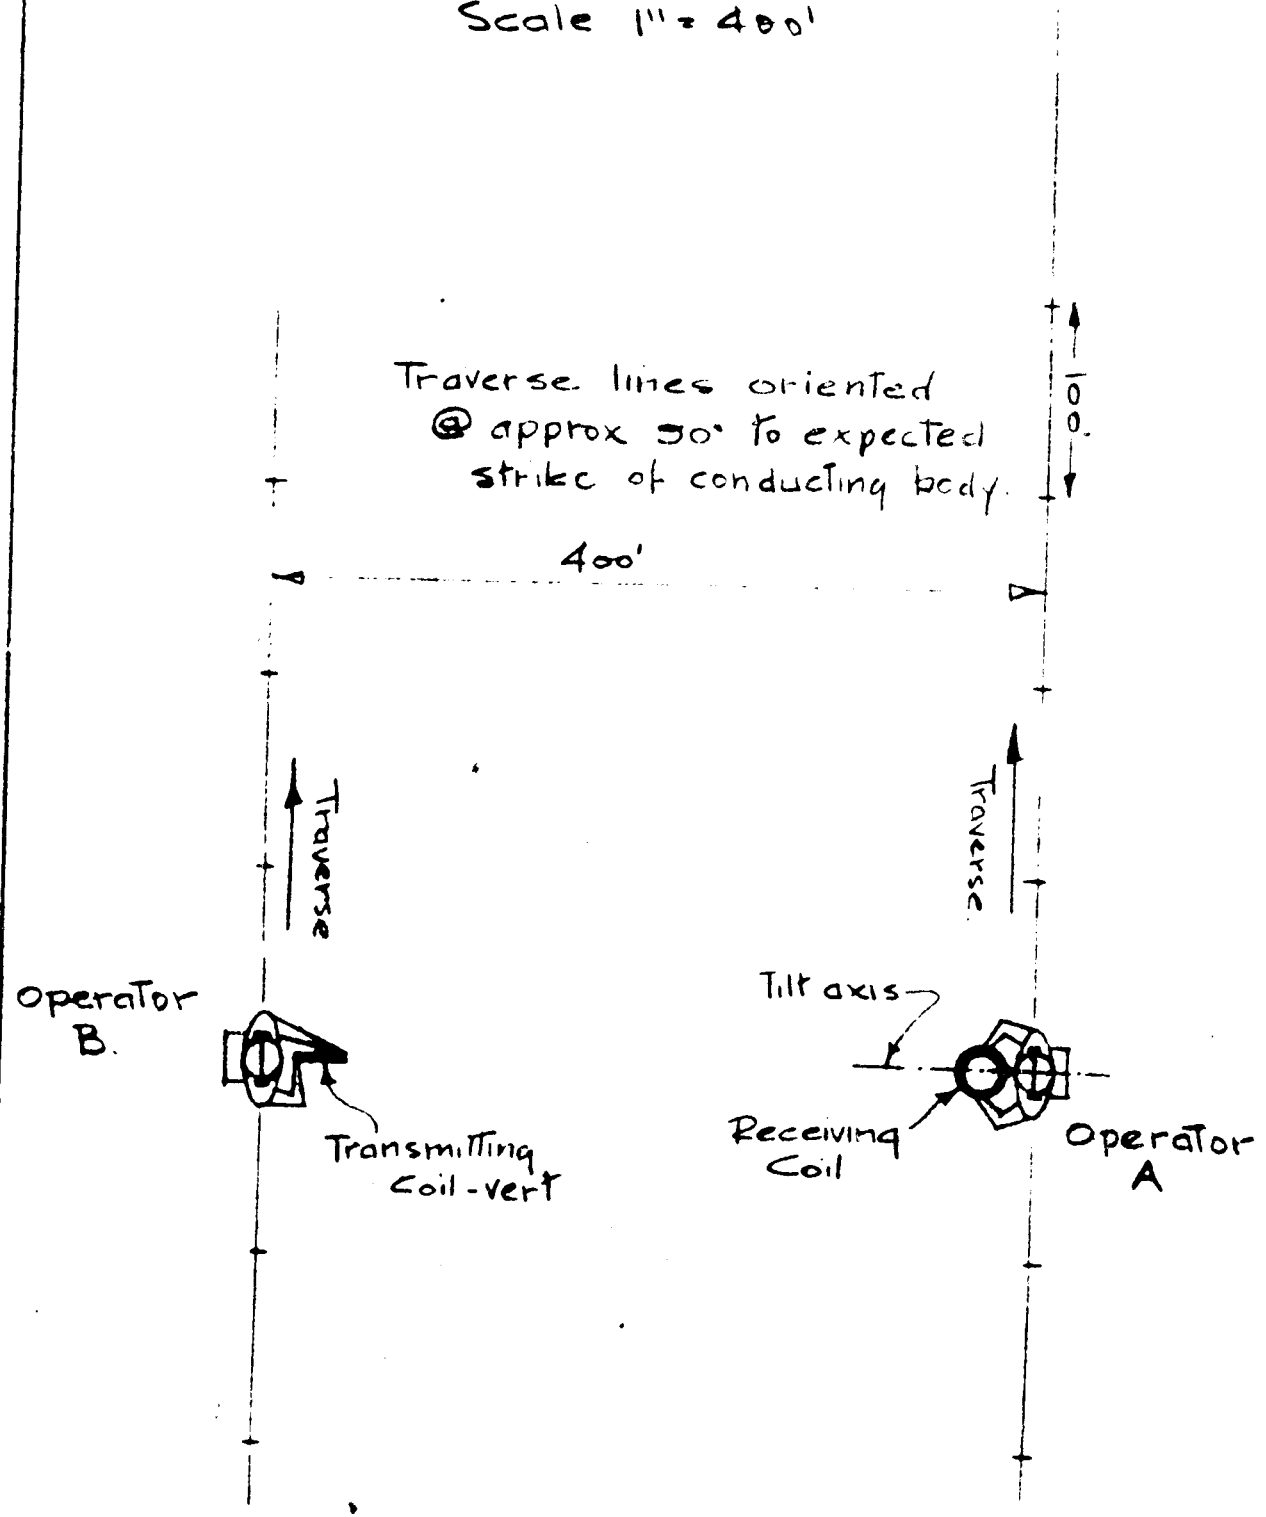 Scale 1" = 400'
Traverse lines oriented
@ approx 90° to expected
strike of conducting body.
100'
400'
Traverse
Traverse.
Operator
B.
Tilt axis
Transmitting
Coil-vert
Receiving
Coil
Operator
A